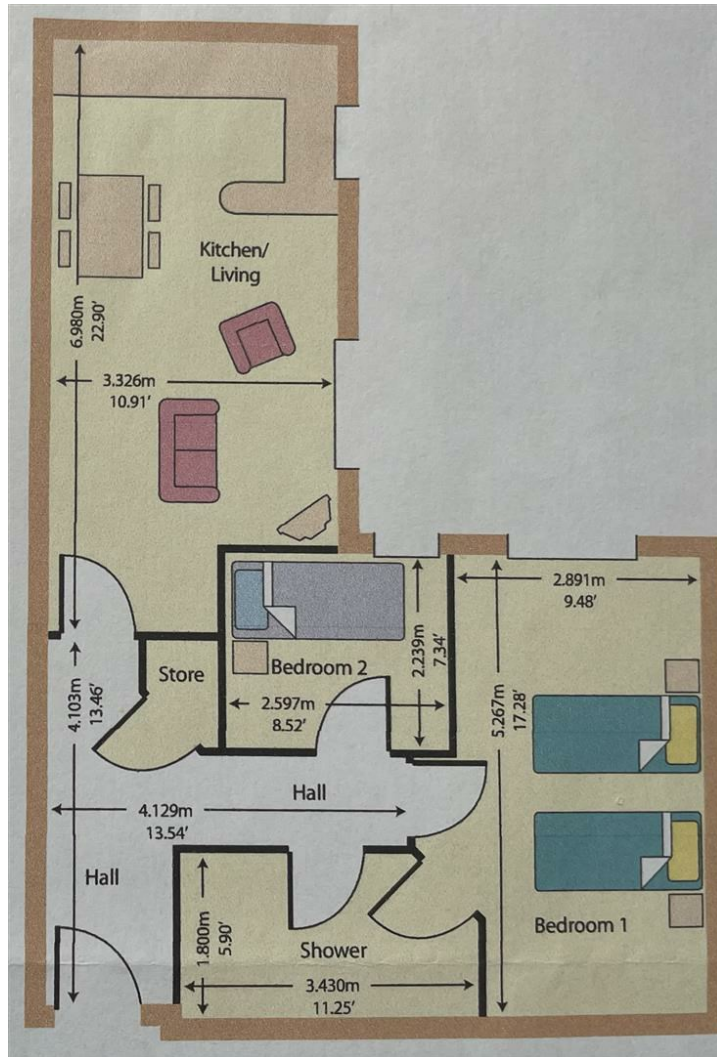 Kitchen/
Living
6.980m
22.90'
3.326m
10.91'
2.891m
9.48'
Store
Bedroom 2
2.239m
7.34'
2.597m
8.52'
4.103m
13.46'
5.267m
17.28'
Hall
4.129m
13.54'
Hall
Bedroom 1
1.800m
5.90'
Shower
3.430m
11.25'